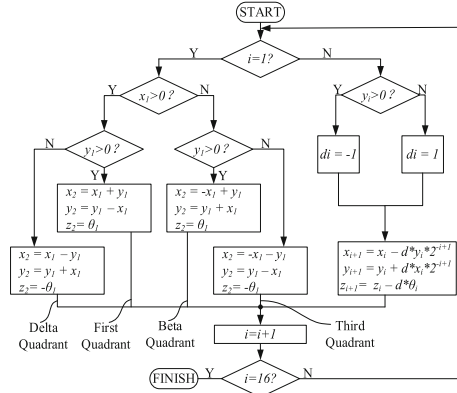 START
Y
i=1?
N
Y
x₁>0?
N
Y
yᵢ>0?
N
N
y₁>0?
Y
y₁>0?
N
Y
di = -1
di = 1
x₂ = x₁ + y₁
y₂ = y₁ − x₁
z₂= θ₁
x₂ = -x₁ + y₁
y₂ = y₁ + x₁
z₂= θ₁
x₂ = x₁ − y₁
y₂ = y₁ + x₁
z₂= -θ₁
x₂ = -x₁ − y₁
y₂ = y₁ − x₁
z₂= -θ₁
xᵢ₊₁ = xᵢ − d*yᵢ*2⁻ⁱ⁺¹
yᵢ₊₁ = yᵢ + d*xᵢ*2⁻ⁱ⁺¹
zᵢ₊₁ = zᵢ − d*θᵢ
Delta
Quadrant
First
Quadrant
Beta
Quadrant
Third
Quadrant
i=i+1
FINISH
Y
i=16?
N